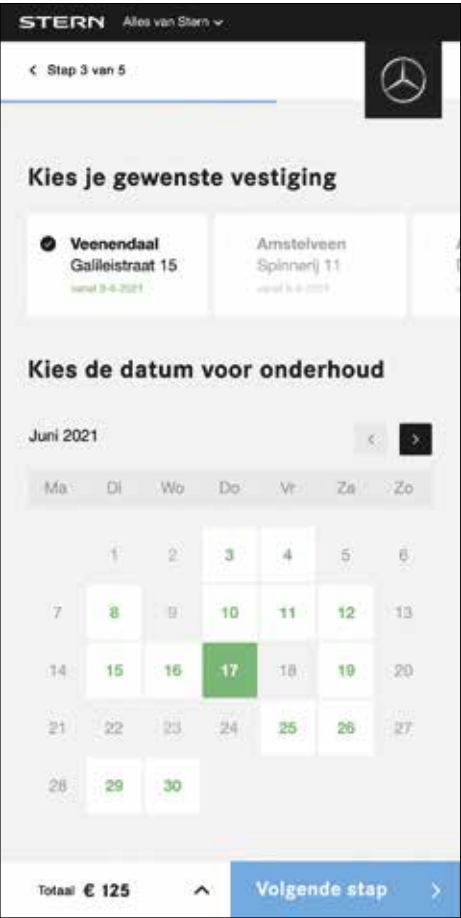 STERN Alles van Stern
Stap 3 van 5
Kies je gewenste vestiging
Veenendaal
Galileistraat 15
Amstelveen
Spinnerij 11
Kies de datum voor onderhoud
Juni 2021
Ma Di Wo Do Vr Za Zo
1 2 3 4 5 6
7 8 9 10 11 12 13
14 15 16 17 18 19 20
21 22 23 24 25 26 27
28 29 30
Totaal € 125
Volgende stap